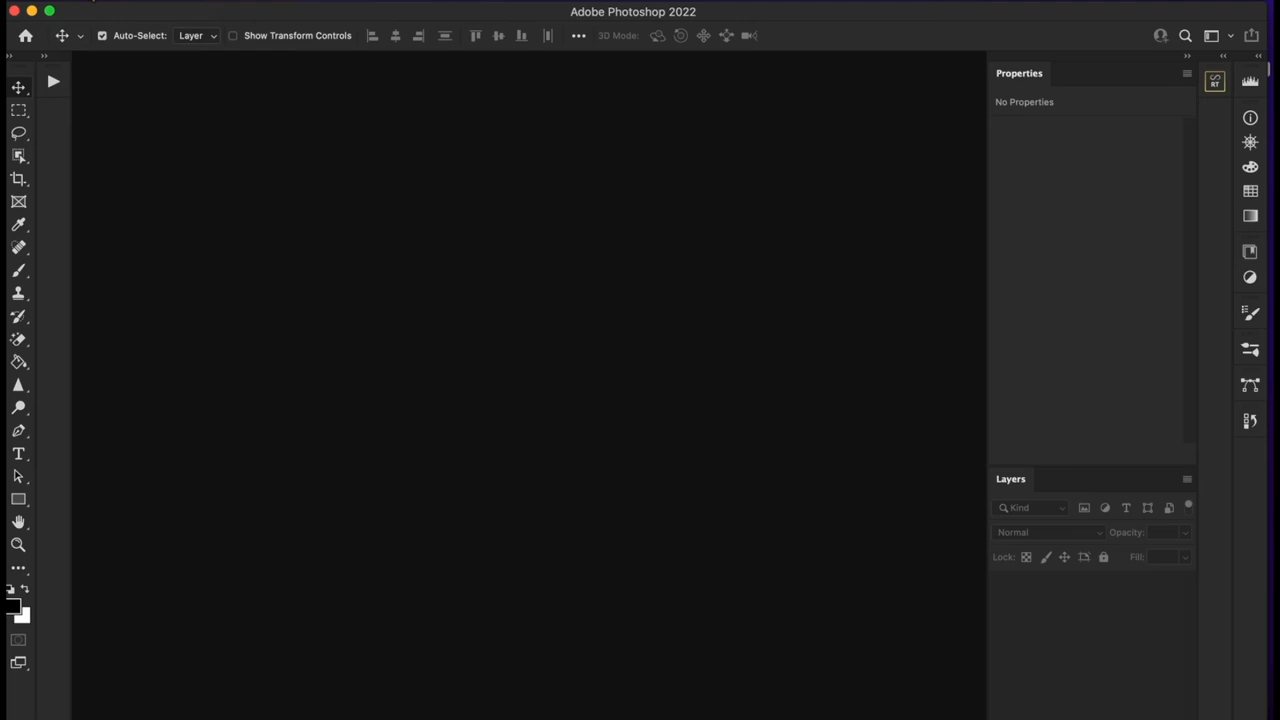 Adobe Photoshop 2022
Auto-Select: Layer Show Transform Controls 3D Mode:
Properties
No Properties
S RT
Layers
Kind
Normal Opacity:
Lock: Fill: